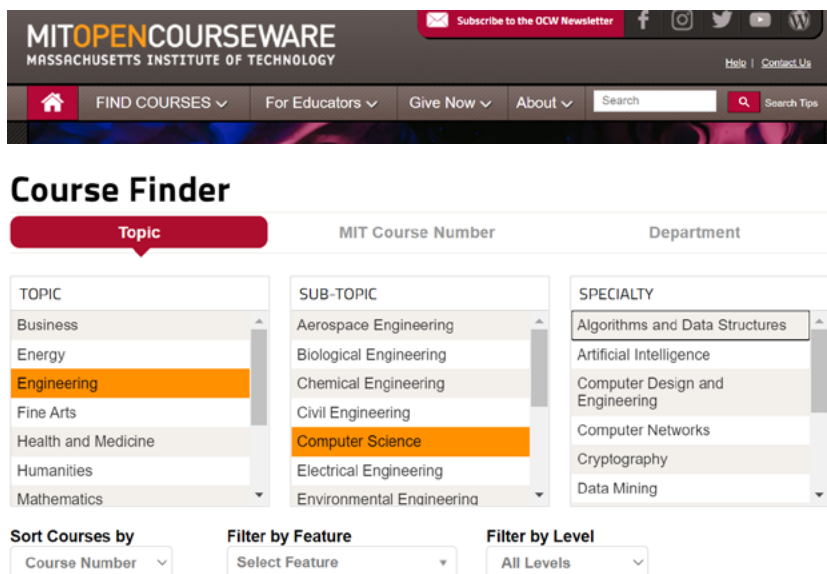 MITOPENCOURSEWARE
MASSACHUSETTS INSTITUTE OF TECHNOLOGY
Subscribe to the OCW Newsletter
Help | Contact Us
FIND COURSES For Educators Give Now About Search Search Tips
Course Finder
Topic MIT Course Number Department
TOPIC
Business
Energy
Engineering
Fine Arts
Health and Medicine
Humanities
Mathematics
SUB-TOPIC
Aerospace Engineering
Biological Engineering
Chemical Engineering
Civil Engineering
Computer Science
Electrical Engineering
Environmental Engineering
SPECIALTY
Algorithms and Data Structures
Artificial Intelligence
Computer Design and
Engineering
Computer Networks
Cryptography
Data Mining
Sort Courses by
Course Number
Filter by Feature
Select Feature
Filter by Level
All Levels